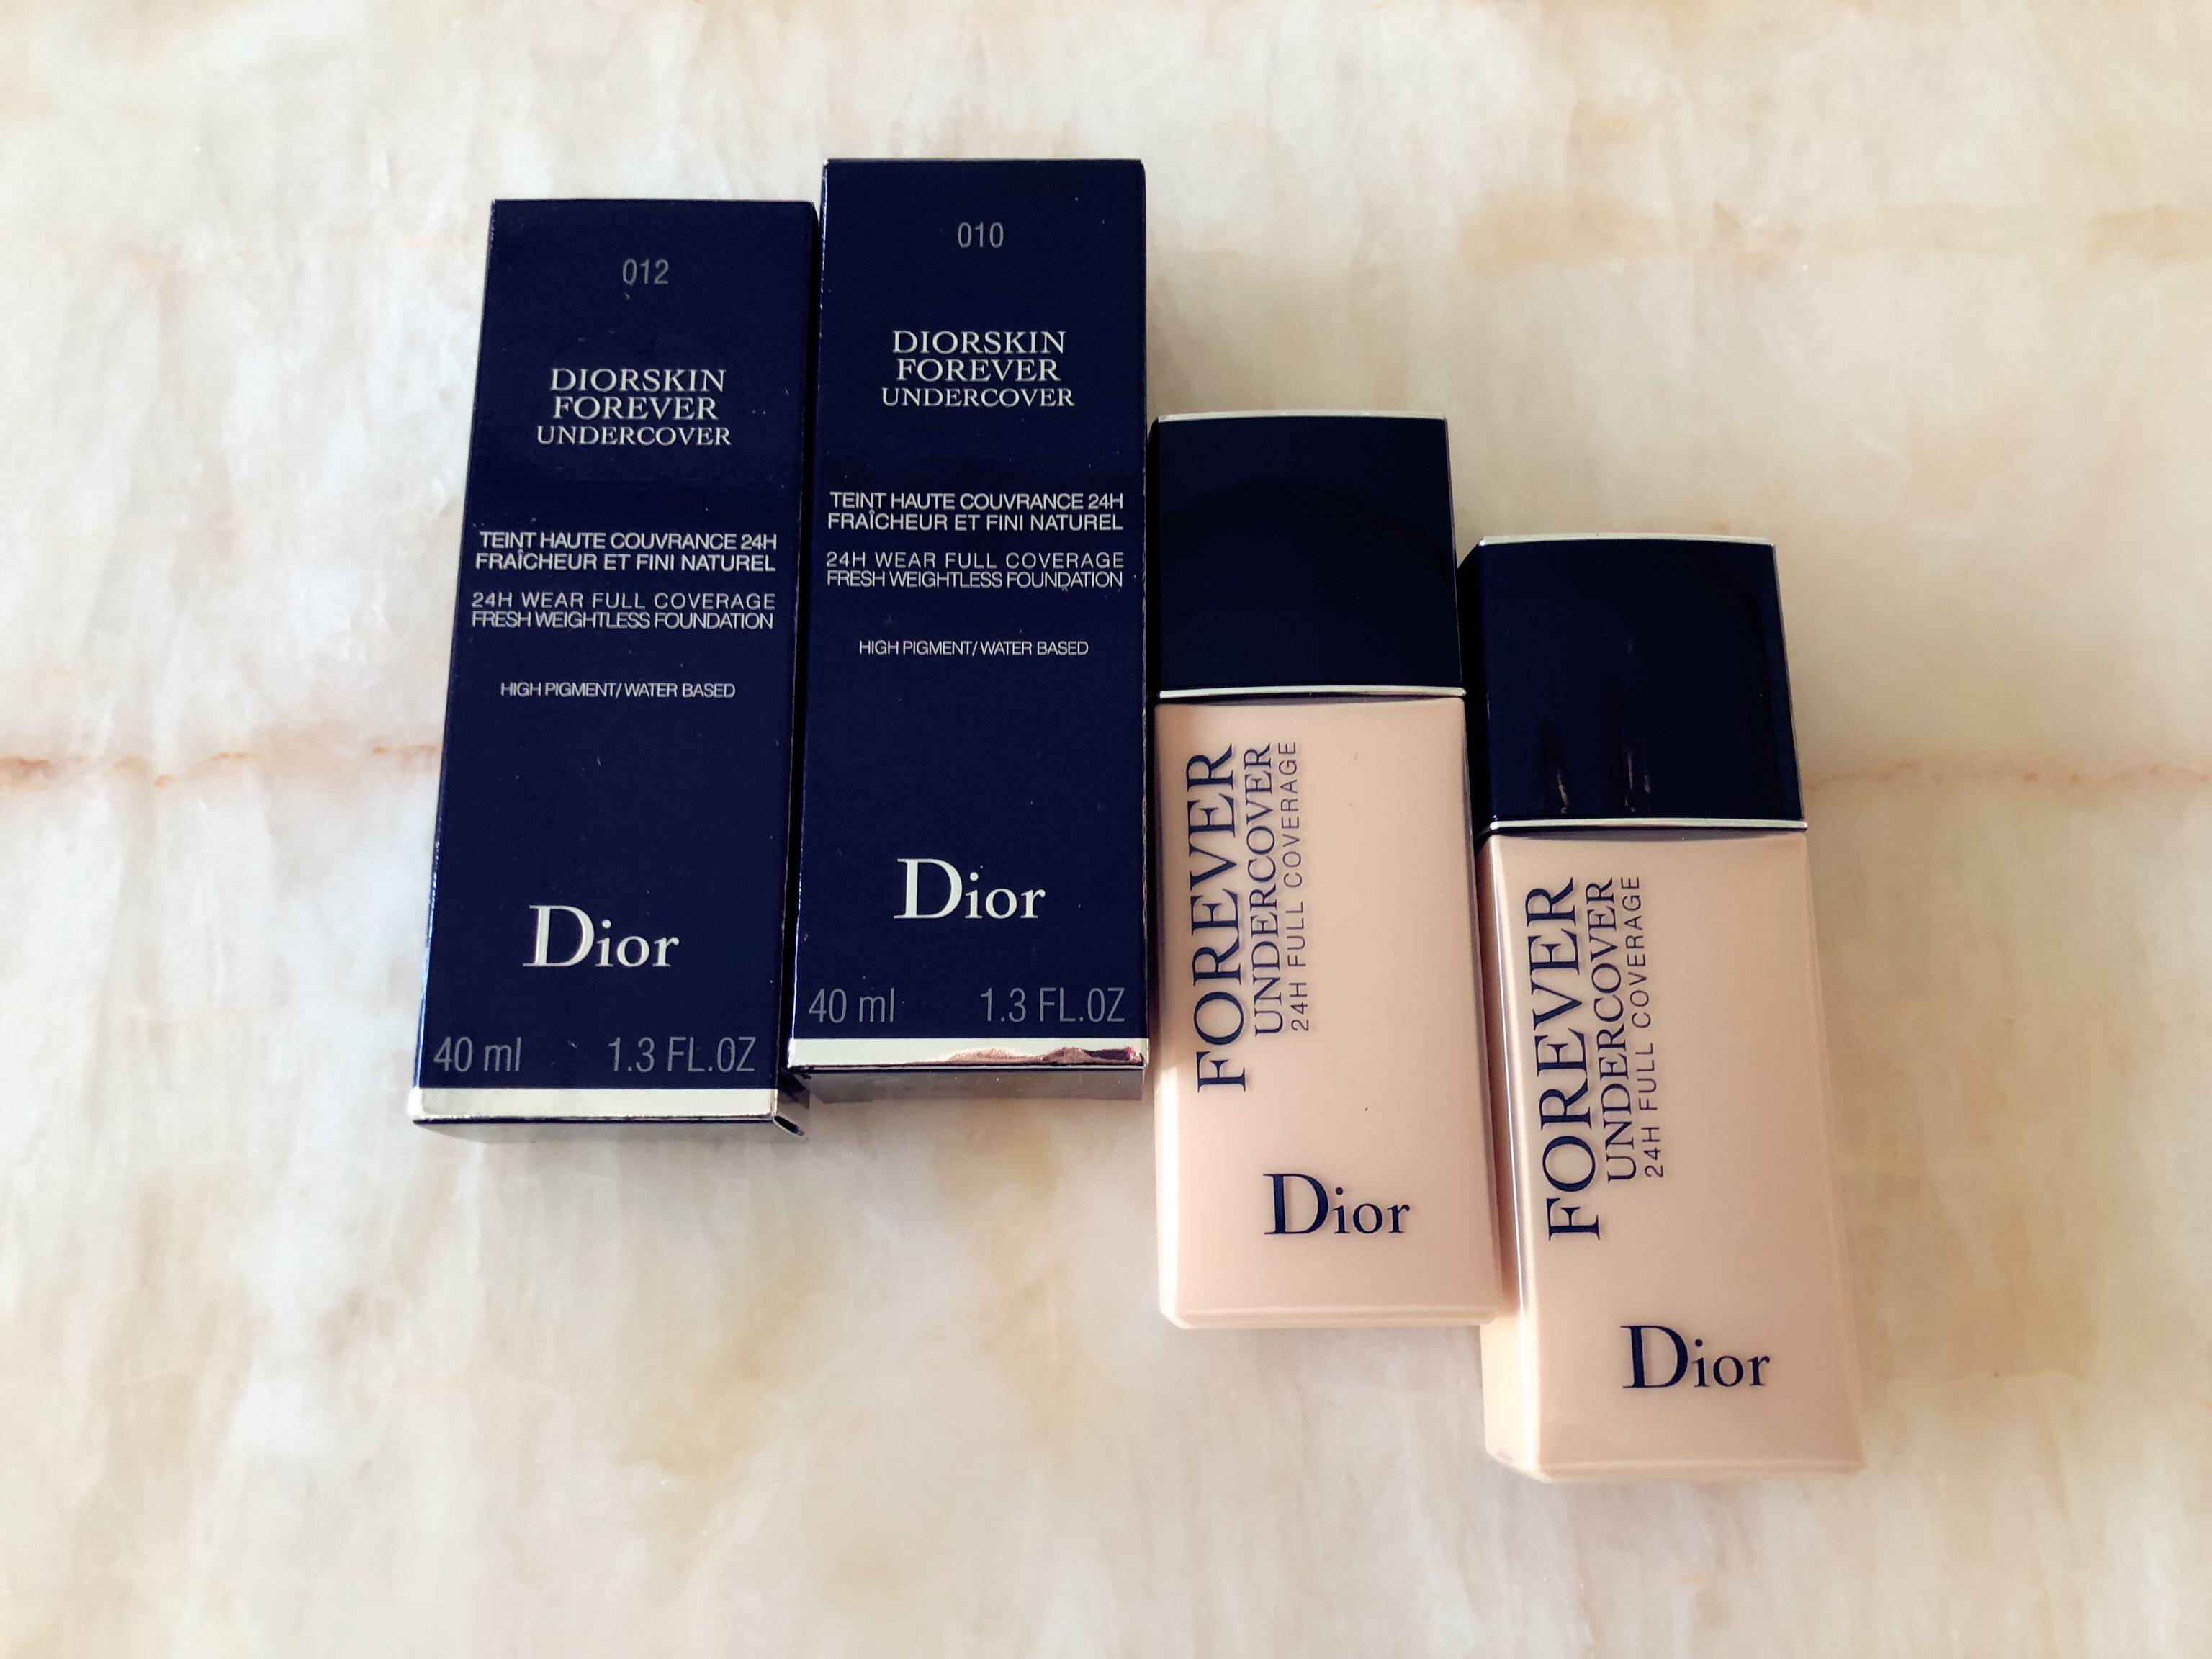 012
DIORSKIN
FOREVER
UNDERCOVER
TEINT HAUTE COUVRANCE 24H
FRAÎCHEUR ET FINI NATUREL
24H WEAR FULL COVERAGE
FRESH WEIGHTLESS FOUNDATION
HIGH PIGMENT/WATER BASED
Dior
40 ml 1.3 FL.OZ
010
DIORSKIN
FOREVER
UNDERCOVER
TEINT HAUTE COUVRANCE 24H
FRAÎCHEUR ET FINI NATUREL
24H WEAR FULL COVERAGE
FRESH WEIGHTLESS FOUNDATION
HIGH PIGMENT/WATER BASED
Dior
40 ml 1.3 FL.OZ
FOREVER
UNDERCOVER
24H FULL COVERAGE
Dior
FOREVER
UNDERCOVER
24H FULL COVERAGE
Dior